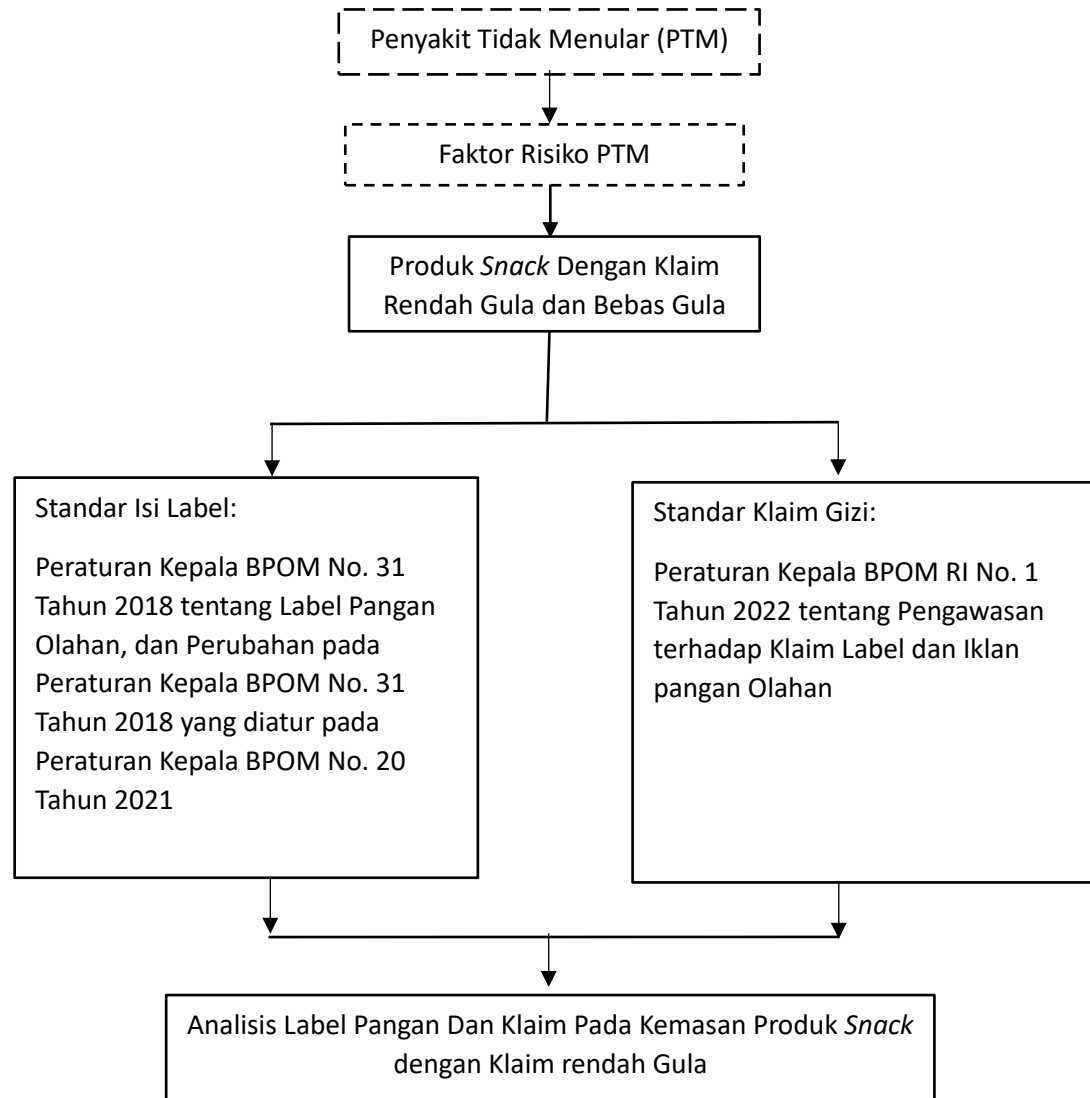 Penyakit Tidak Menular (PTM)
Faktor Risiko PTM
Produk Snack Dengan Klaim
Rendah Gula dan Bebas Gula
Standar Isi Label:
Peraturan Kepala BPOM No. 31
Tahun 2018 tentang Label Pangan
Olahan, dan Perubahan pada
Peraturan Kepala BPOM No. 31
Tahun 2018 yang diatur pada
Peraturan Kepala BPOM No. 20
Tahun 2021
Standar Klaim Gizi:
Peraturan Kepala BPOM RI No. 1
Tahun 2022 tentang Pengawasan
terhadap Klaim Label dan Iklan
pangan Olahan
Analisis Label Pangan Dan Klaim Pada Kemasan Produk Snack
dengan Klaim rendah Gula